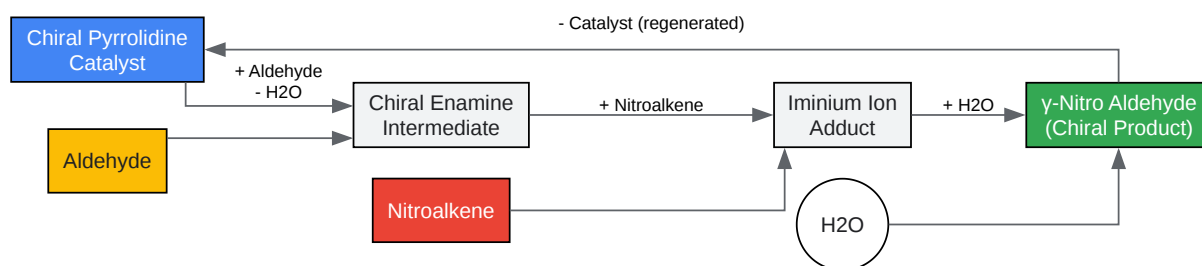 - Catalyst (regenerated)
Chiral Pyrrolidine
Catalyst
+ Aldehyde
- H2O
Chiral Enamine
Intermediate
+ Nitroalkene
Iminium Ion
Adduct
+ H2O
γ-Nitro Aldehyde
(Chiral Product)
Aldehyde
Nitroalkene
H2O